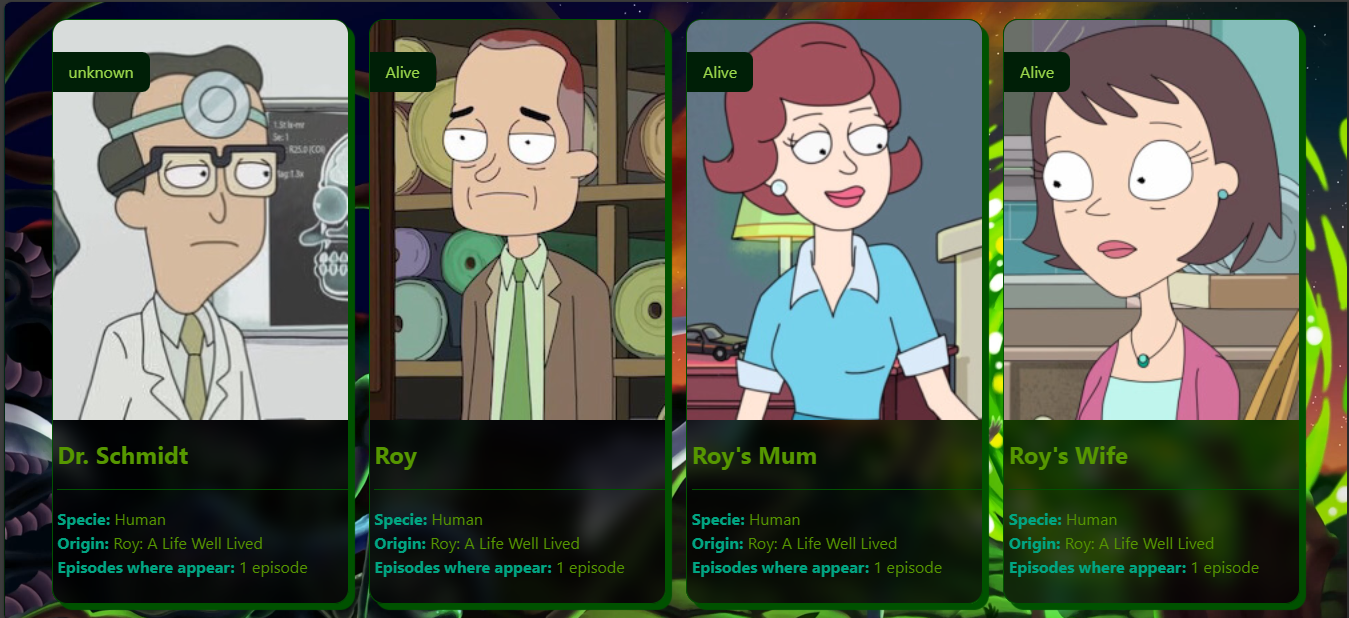 unknown
Alive
Alive
Alive
Dr. Schmidt
Specie: Human
Origin: Roy: A Life Well Lived
Episodes where appear: 1 episode
Roy
Specie: Human
Origin: Roy: A Life Well Lived
Episodes where appear: 1 episode
Roy's Mum
Specie: Human
Origin: Roy: A Life Well Lived
Episodes where appear: 1 episode
Roy's Wife
Specie: Human
Origin: Roy: A Life Well Lived
Episodes where appear: 1 episode